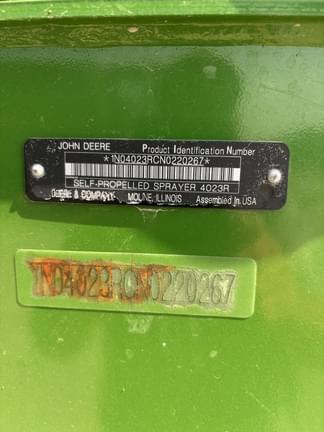 JOHN DEERE Product Identification Number
*1N04023RCN0220267*
SELF-PROPELLED SPRAYER 4023R
DEERE & COMPANY MOLINE, ILLINOIS Assembled In USA
1N04023RCN0220267